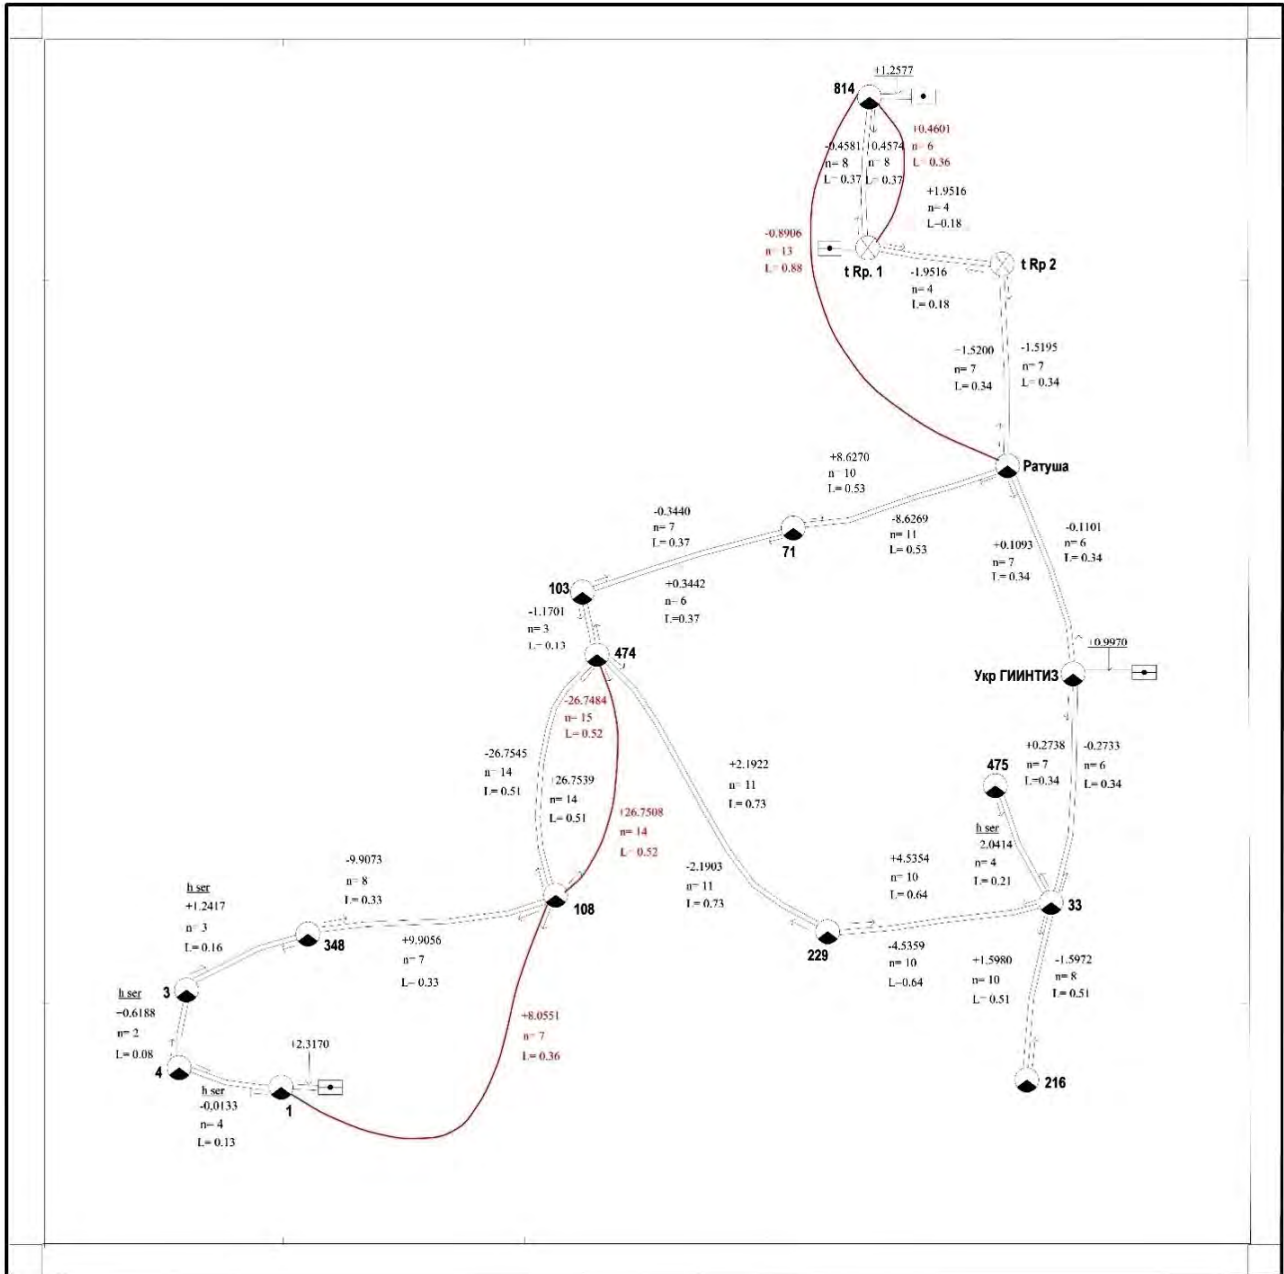 +1.2577
814
+0.4601
n= 6
L= 0.36
-0.4581
n= 8
L= 0.37
+0.4574
n= 8
L= 0.37
+1.9516
n= 4
L=0.18
-0.8906
n= 13
L= 0.88
t Rp. 1
t Rp 2
-1.9516
n= 4
L= 0.18
+1.5200
n= 7
L= 0.34
-1.5195
n= 7
L= 0.34
Ратуша
+8.6270
n= 10
L= 0.53
-8.6269
n= 11
L= 0.53
71
-0.3440
n= 7
L= 0.37
+0.3442
n= 6
L=0.37
-0.1101
n= 6
L= 0.34
+0.1093
n= 7
L= 0.34
103
-1.1701
n= 3
L= 0.13
474
+0.9970
Укр ГИИНТИЗ
-26.7484
n= 15
L= 0.52
-26.7545
n= 14
L= 0.51
+26.7539
n= 14
L= 0.51
+26.7508
n= 14
L= 0.52
+2.1922
n= 11
L= 0.73
-2.1903
n= 11
L= 0.73
+0.2738
n= 7
L=0.34
-0.2733
n= 6
L= 0.34
475
h ser
2.0414
n= 4
L= 0.21
+4.5354
n= 10
L= 0.64
33
229
-4.5359
n= 10
L=0.64
+1.5980
n= 10
L= 0.51
-1.5972
n= 8
L= 0.51
216
-9.9073
n= 8
L= 0.33
108
h ser
+1.2417
n= 3
L= 0.16
348
+9.9056
n= 7
L= 0.33
3
h ser
n= 2
L= 0.08
4
+2.3170
h ser
-0,0133
n= 4
L= 0.13
1
+8.0551
n= 7
L= 0.36